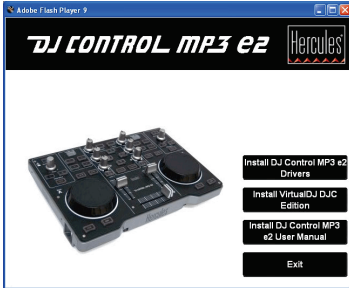 Adobe Flash Player 9
DJ CONTROL MP3 e2
Hercules
Install DJ Control MP3 e2
Drivers
Install VirtualDJ DJC
Edition
Install DJ Control MP3
e2 User Manual
Exit
Hercules